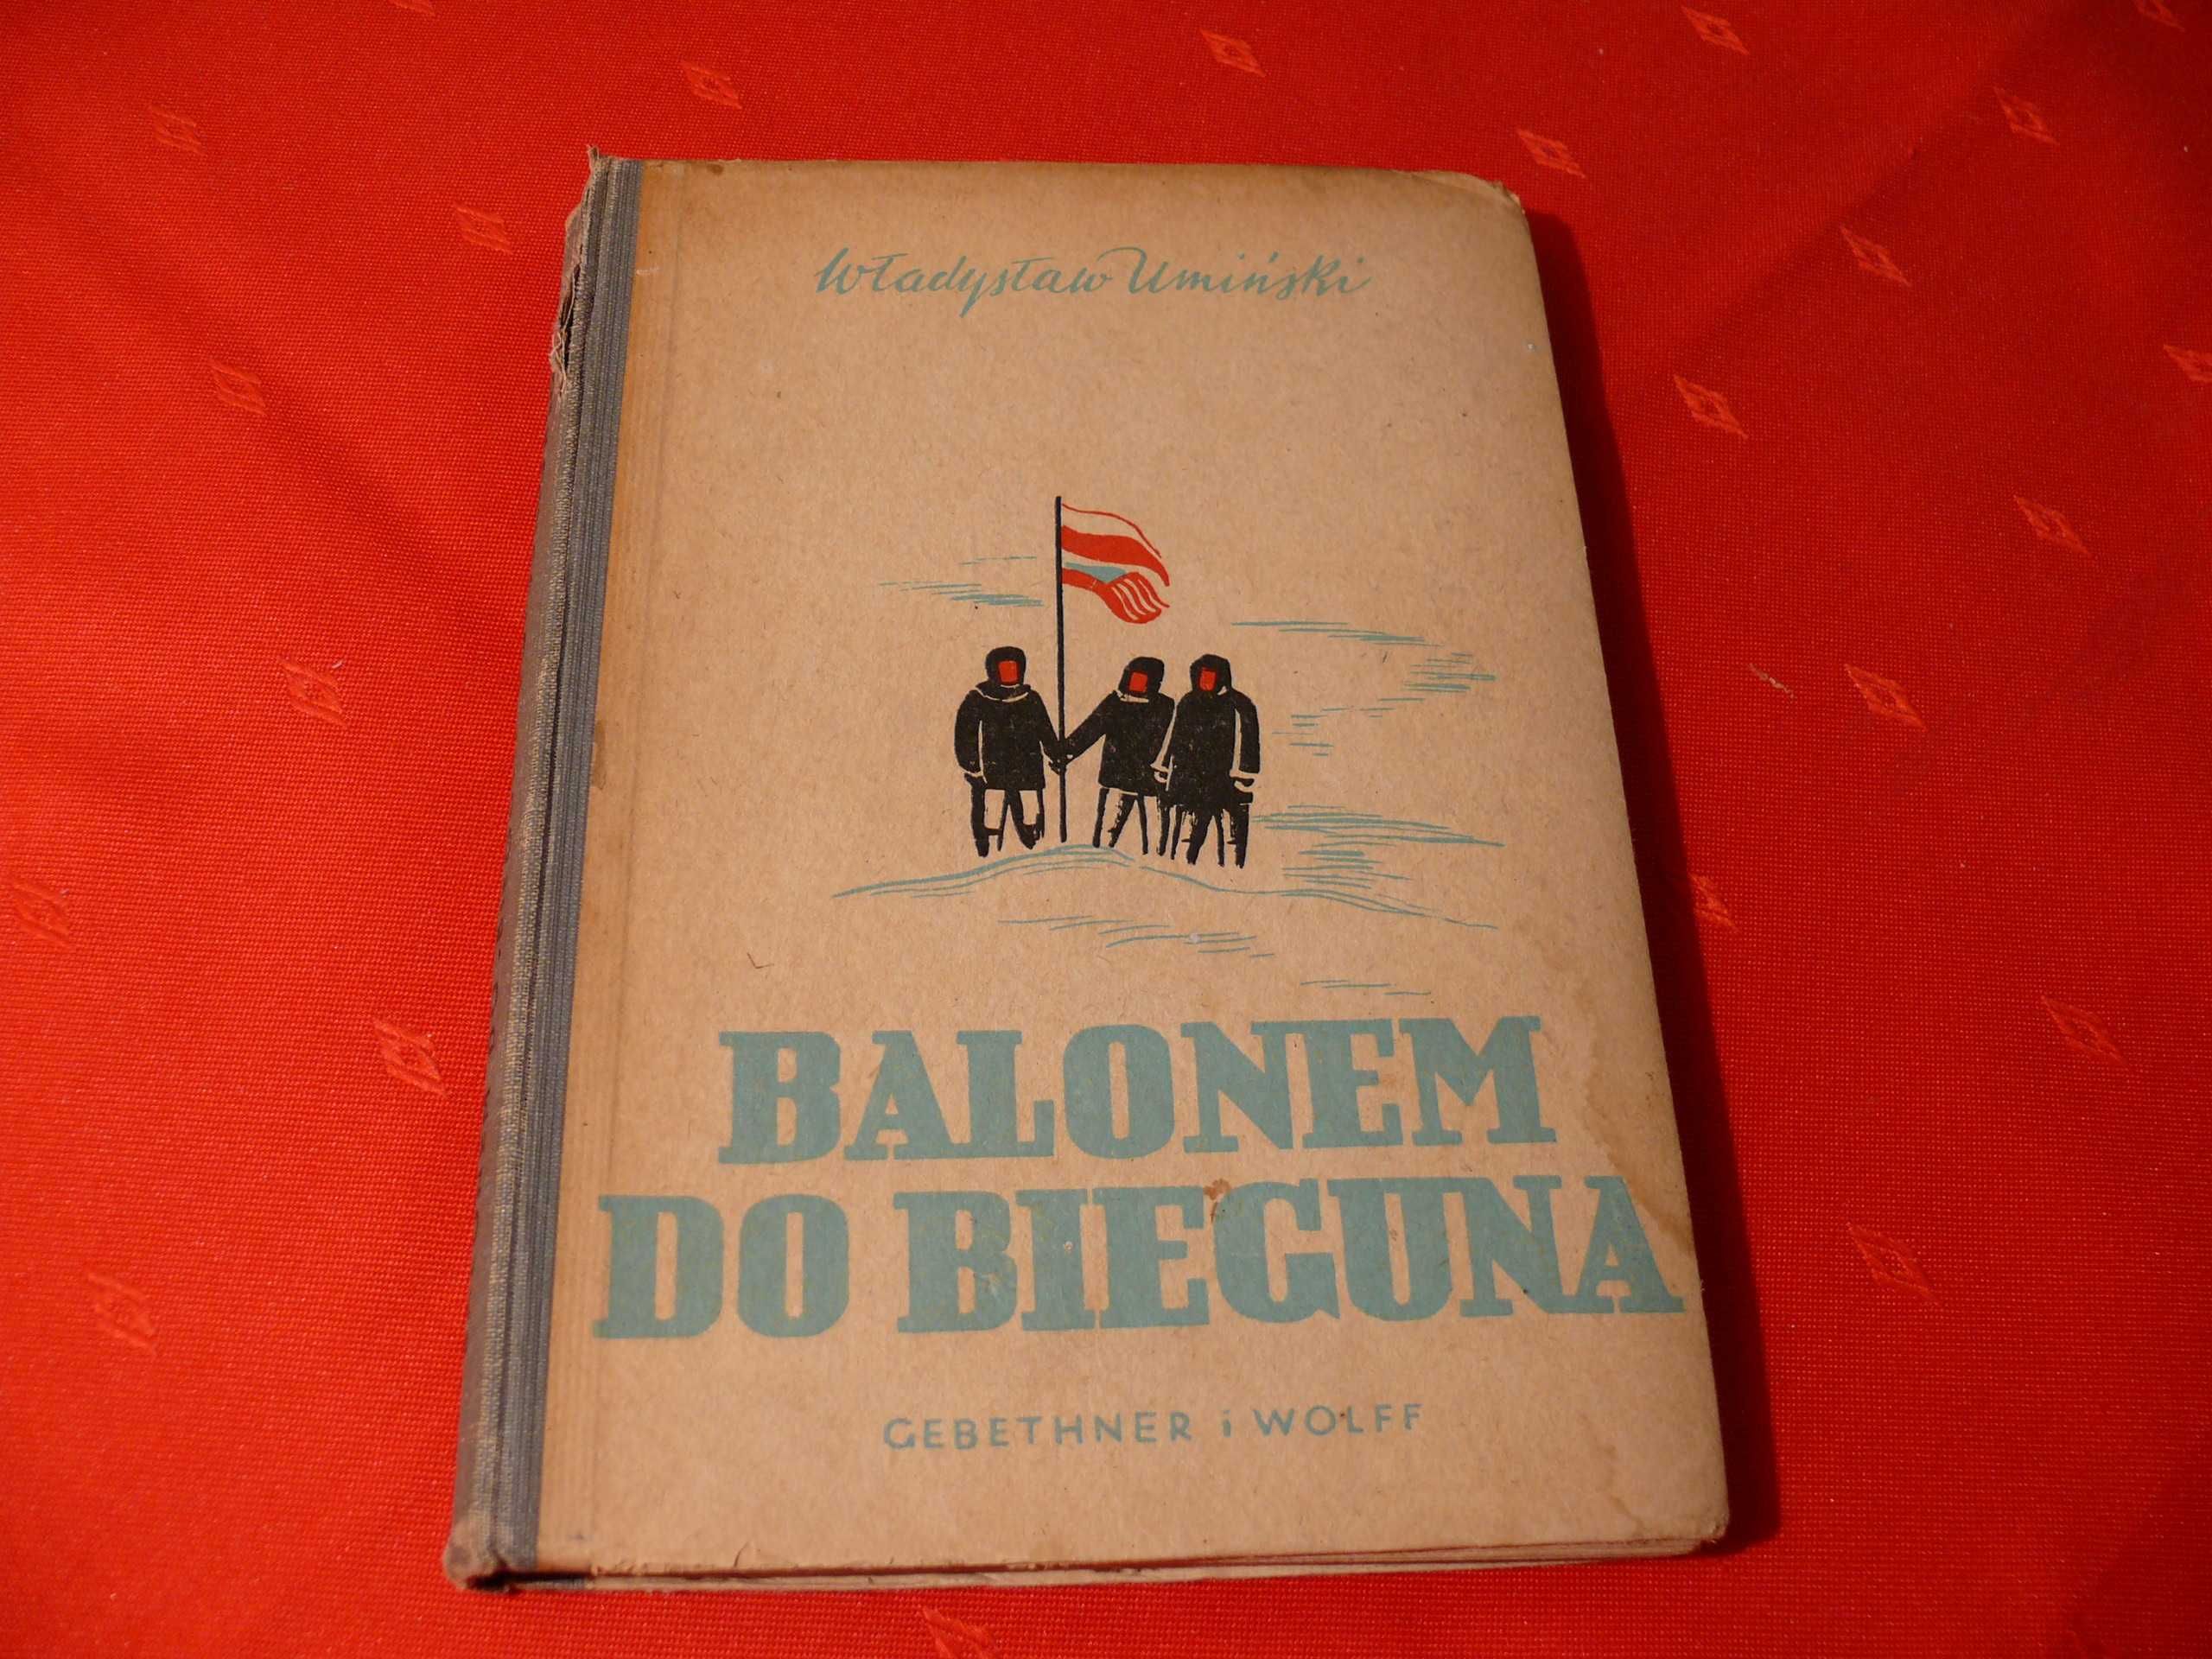 Władysław Umiński
BALONEM
DO BIEGUNA
GEBETHNER i WOLFF